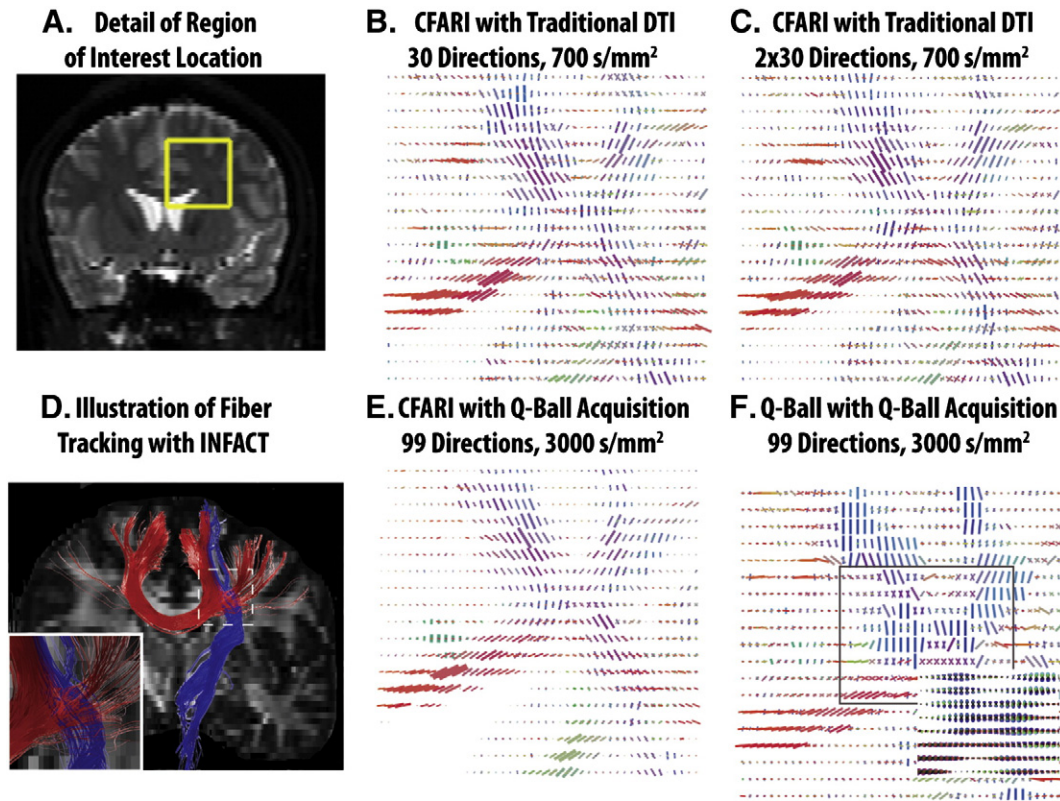 A. Detail of Region
of Interest Location
B. CFARI with Traditional DTI
30 Directions, 700 s/mm²
C. CFARI with Traditional DTI
2x30 Directions, 700 s/mm²
D. Illustration of Fiber
Tracking with INFACT
E. CFARI with Q-Ball Acquisition
99 Directions, 3000 s/mm²
F. Q-Ball with Q-Ball Acquisition
99 Directions, 3000 s/mm²